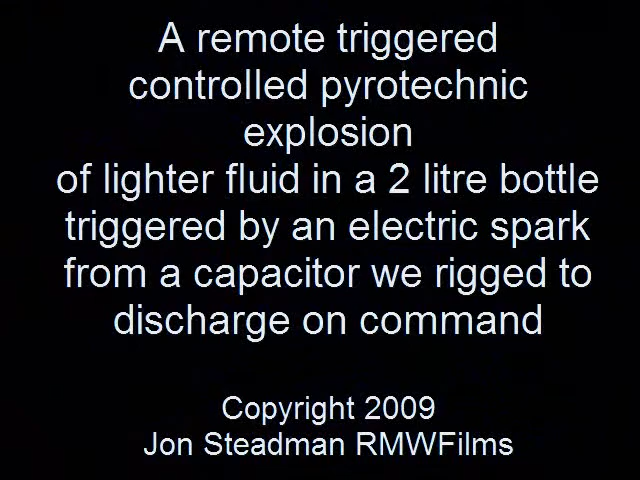 A remote triggered
controlled pyrotechnic
explosion
of lighter fluid in a 2 litre bottle
triggered by an electric spark
from a capacitor we rigged to
discharge on command
Copyright 2009
Jon Steadman RMWFilms